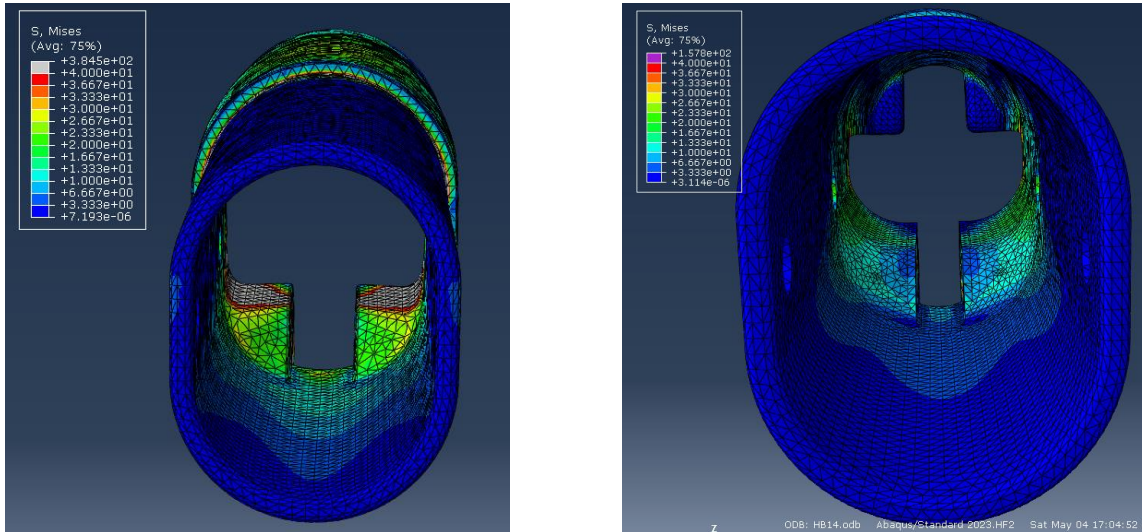 S, Mises
(Avg: 75%)
+3.845e+02
+4.000e+01
+3.667e+01
+3.333e+01
+3.000e+01
+2.667e+01
+2.333e+01
+2.000e+01
+1.667e+01
+1.333e+01
+1.000e+01
+6.667e+00
+3.333e+00
+7.193e-06
S, Mises
(Avg: 75%)
+1.578e+02
+4.000e+01
+3.667e+01
+3.333e+01
+3.000e+01
+2.667e+01
+2.333e+01
+2.000e+01
+1.667e+01
+1.333e+01
+1.000e+01
+6.667e+00
+3.333e+00
+3.114e-06
Z
ODB: HB14.odb Abaqus/Standard 2023.HF2 Sat May 04 17:04:52